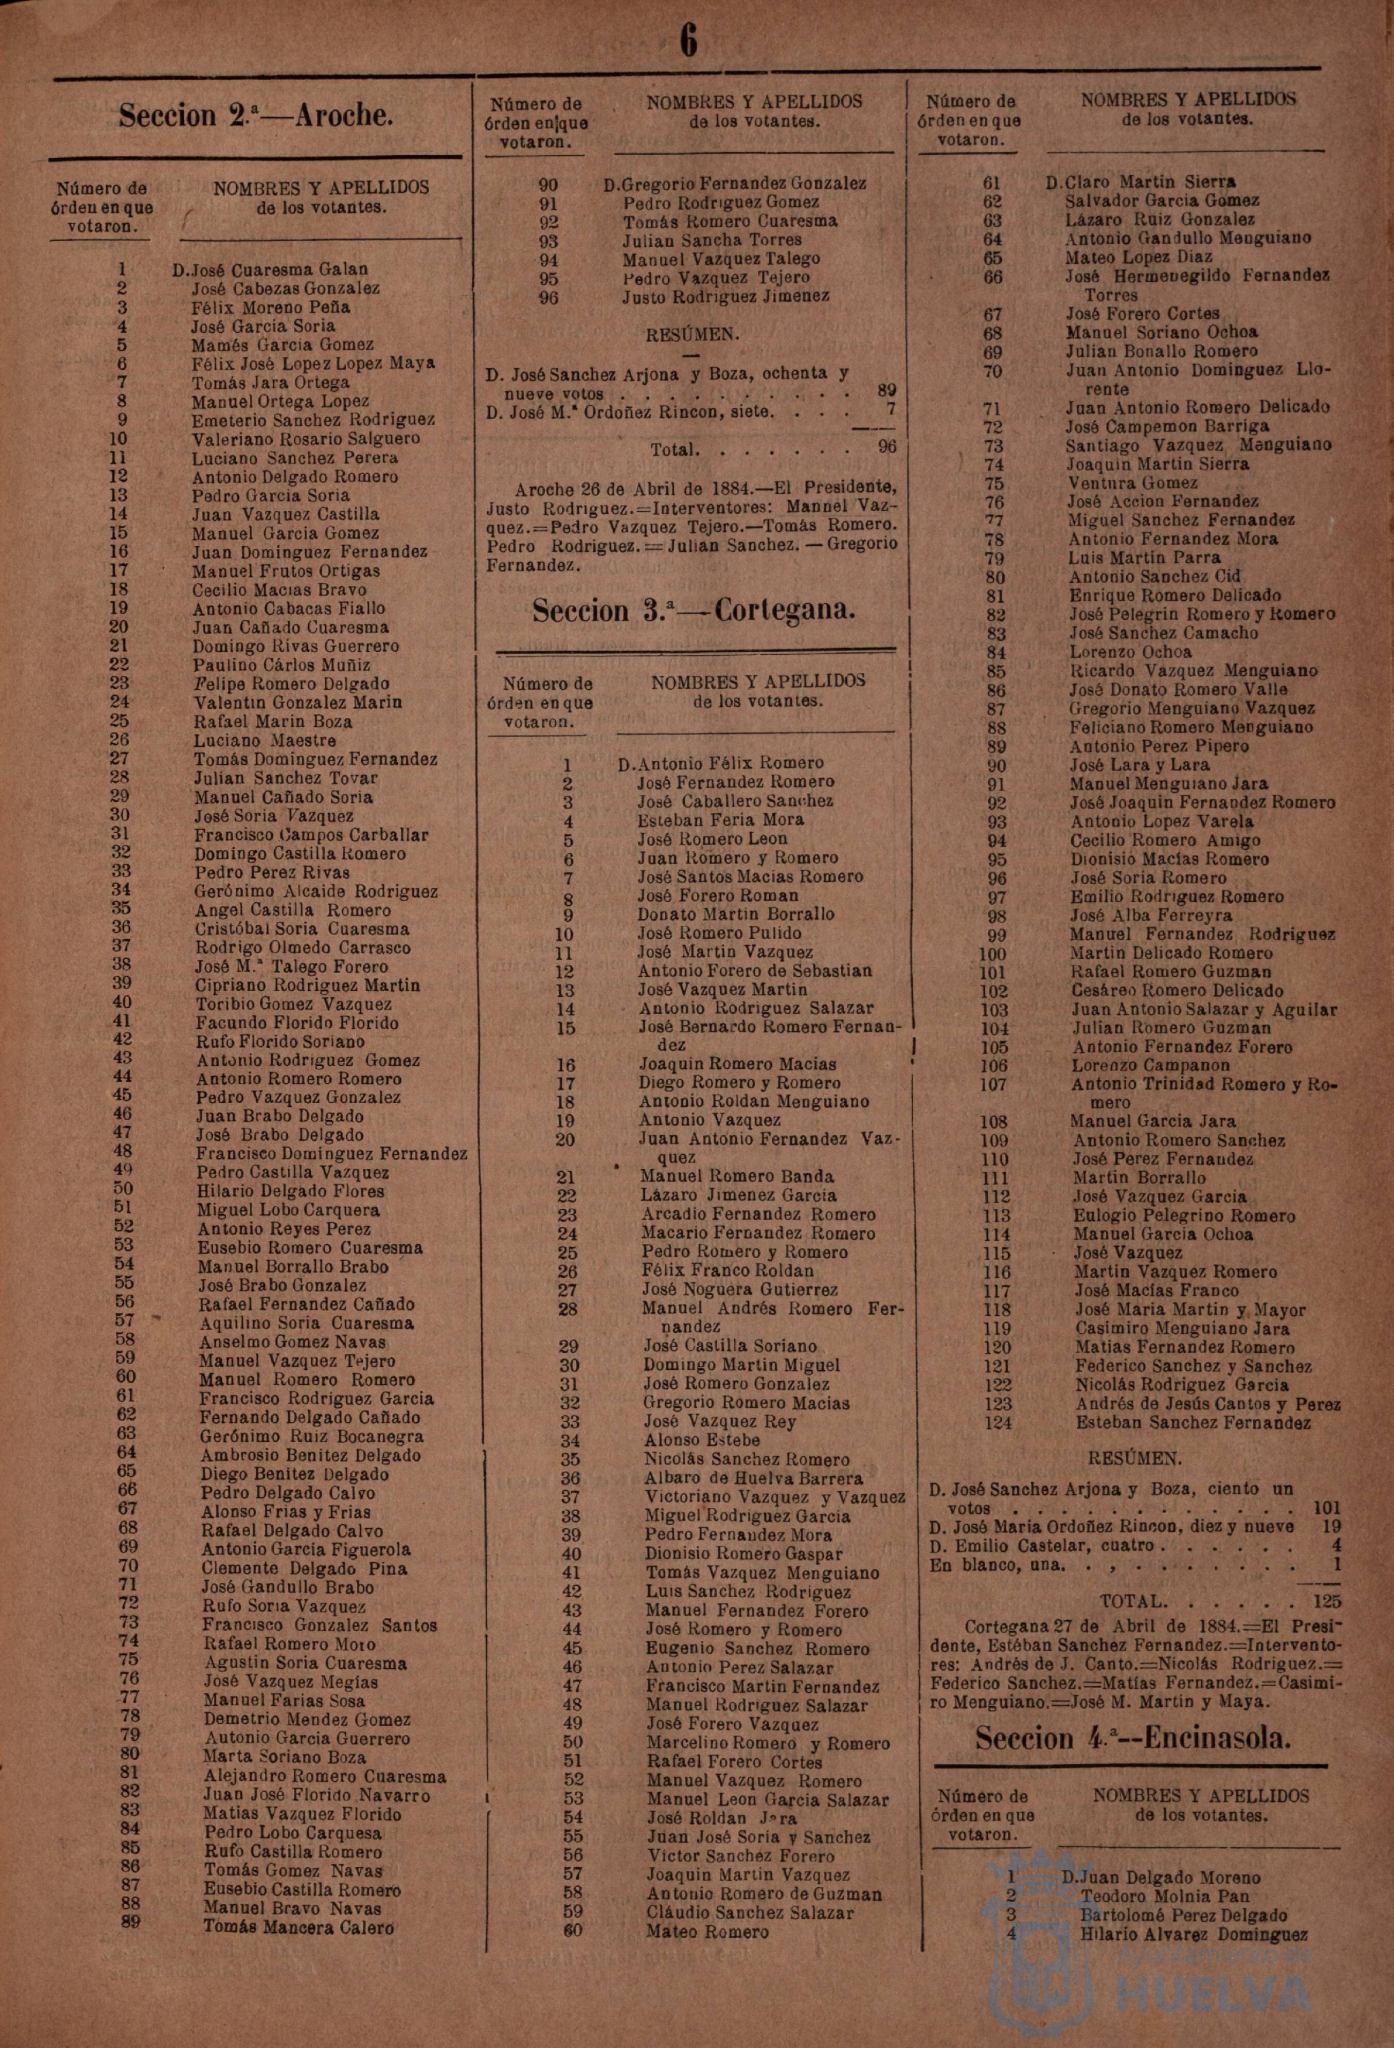 6
Seccion 2.ª—Aroche.
Número de
órden en que
votaron.
NOMBRES Y APELLIDOS
de los votantes.
1 D. José Cuaresma Galan
2 José Cabezas Gonzalez
3 Félix Moreno Peña
4 José Garcia Soria
5 Mamés Garcia Gomez
6 Félix José Lopez Lopez Maya
7 Tomás Jara Ortega
8 Manuel Ortega Lopez
9 Emeterio Sanchez Rodriguez
10 Valeriano Rosario Salguero
11 Luciano Sanchez Perera
12 Antonio Delgado Romero
13 Pedro Garcia Soria
14 Juan Vazquez Castilla
15 Manuel Garcia Gomez
16 Juan Dominguez Fernandez
17 Manuel Frutos Ortigas
18 Cecilio Macias Bravo
19 Antonio Cabacas Fiallo
20 Juan Cañado Cuaresma
21 Domingo Rivas Guerrero
22 Paulino Cárlos Muñiz
23 Felipe Romero Delgado
24 Valentin Gonzalez Marin
25 Rafael Marin Boza
26 Luciano Maestre
27 Tomás Dominguez Fernandez
28 Julian Sanchez Tovar
29 Manuel Cañado Soria
30 José Soria Vazquez
31 Francisco Campos Carballar
32 Domingo Castilla Romero
33 Pedro Perez Rivas
34 Gerónimo Alcaide Rodriguez
35 Angel Castilla Romero
36 Cristóbal Soria Cuaresma
37 Rodrigo Olmedo Carrasco
38 José M.ª Talego Forero
39 Cipriano Rodriguez Martin
40 Toribio Gomez Vazquez
41 Facundo Florido Florido
42 Rufo Florido Soriano
43 Antonio Rodriguez Gomez
44 Antonio Romero Romero
45 Pedro Vazquez Gonzalez
46 Juan Brabo Delgado
47 José Brabo Delgado
48 Francisco Dominguez Fernandez
49 Pedro Castilla Vazquez
50 Hilario Delgado Flores
51 Miguel Lobo Carquera
52 Antonio Reyes Perez
53 Eusebio Romero Cuaresma
54 Manuel Borrallo Brabo
55 José Brabo Gonzalez
56 Rafael Fernandez Cañado
57 Aquilino Soria Cuaresma
58 Anselmo Gomez Navas
59 Manuel Vazquez Tejero
60 Manuel Romero Romero
61 Francisco Rodriguez Garcia
62 Fernando Delgado Cañado
63 Gerónimo Ruiz Bocanegra
64 Ambrosio Benitez Delgado
65 Diego Benitez Delgado
66 Pedro Delgado Calvo
67 Alonso Frias y Frias
68 Rafael Delgado Calvo
69 Antonio Garcia Figuerola
70 Clemente Delgado Pina
71 José Gandullo Brabo
72 Rufo Soria Vazquez
73 Francisco Gonzalez Santos
74 Rafael Romero Moro
75 Agustin Soria Cuaresma
76 José Vazquez Megias
77 Manuel Farias Sosa
78 Demetrio Mendez Gomez
79 Autonio Garcia Guerrero
80 Marta Soriano Boza
81 Alejandro Romero Cuaresma
82 Juan José Florido Navarro
83 Matias Vazquez Florido
84 Pedro Lobo Carquesa
85 Rufo Castilla Romero
86 Tomás Gomez Navas
87 Eusebio Castilla Romero
88 Manuel Bravo Navas
89 Tomás Mancera Calero
Número de
órden en que
votaron.
NOMBRES Y APELLIDOS
de los votantes.
90 D. Gregorio Fernandez Gonzalez
91 Pedro Rodriguez Gomez
92 Tomás Romero Cuaresma
93 Julian Sancha Torres
94 Manuel Vazquez Talego
95 Pedro Vazquez Tejero
96 Justo Rodriguez Jimenez
RESÚMEN.
D. José Sanchez Arjona y Boza, ochenta y
nueve votos . . . . . . . . . . 89
D. José M.ª Ordoñez Rincon, siete. . . . 7
Total. . . . . . . 96
Aroche 26 de Abril de 1884.—El Presidente,
Justo Rodriguez.=Interventores: Mannel Vaz-
quez.=Pedro Vazquez Tejero.—Tomás Romero.
Pedro Rodriguez.=Julian Sanchez.—Gregorio
Fernandez.
Seccion 3.ª—Cortegana.
Número de
órden en que
votaron.
NOMBRES Y APELLIDOS
de los votantes.
1 D. Antonio Félix Romero
2 José Fernandez Romero
3 José Caballero Sanchez
4 Esteban Feria Mora
5 José Romero Leon
6 Juan Romero y Romero
7 José Santos Macias Romero
8 José Forero Roman
9 Donato Martin Borrallo
10 José Romero Pulido
11 José Martin Vazquez
12 Antonio Forero de Sebastian
13 José Vazquez Martin
14 Antonio Rodriguez Salazar
15 José Bernardo Romero Fernan-
dez
16 Joaquin Romero Macias
17 Diego Romero y Romero
18 Antonio Roldan Menguiano
19 Antonio Vazquez
20 Juan Antonio Fernandez Vaz-
quez
21 Manuel Romero Banda
22 Lázaro Jimenez Garcia
23 Arcadio Fernandez Romero
24 Macario Fernandez Romero
25 Pedro Romero y Romero
26 Félix Franco Roldan
27 José Noguera Gutierrez
28 Manuel Andrés Romero Fer-
nandez
29 José Castilla Soriano
30 Domingo Martin Miguel
31 José Romero Gonzalez
32 Gregorio Romero Macias
33 José Vazquez Rey
34 Alonso Estebe
35 Nicolás Sanchez Romero
36 Albaro de Huelva Barrera
37 Victoriano Vazquez y Vazquez
38 Miguel Rodriguez Garcia
39 Pedro Fernandez Mora
40 Dionisio Romero Gaspar
41 Tomás Vazquez Menguiano
42 Luis Sanchez Rodriguez
43 Manuel Fernandez Forero
44 José Romero y Romero
45 Eugenio Sanchez Romero
46 Antonio Perez Salazar
47 Francisco Martin Fernandez
48 Manuel Rodriguez Salazar
49 José Forero Vazquez
50 Marcelino Romero y Romero
51 Rafael Forero Cortes
52 Manuel Vazquez Romero
53 Manuel Leon Garcia Salazar
54 José Roldan Jara
55 Juan José Soria y Sanchez
56 Victor Sanchez Forero
57 Joaquin Martin Vazquez
58 Antonio Romero de Guzman
59 Cláudio Sanchez Salazar
60 Mateo Romero
Número de
órden en que
votaron.
NOMBRES Y APELLIDOS
de los votantes.
61 D. Claro Martin Sierra
62 Salvador Garcia Gomez
63 Lázaro Ruiz Gonzalez
64 Antonio Gandullo Menguiano
65 Mateo Lopez Diaz
66 José Hermenegildo Fernandez
Torres
67 José Forero Cortes
68 Manuel Soriano Ochoa
69 Julian Bonallo Romero
70 Juan Antonio Dominguez Llo-
rente
71 Juan Antonio Romero Delicado
72 José Campemon Barriga
73 Santiago Vazquez Menguiano
74 Joaquin Martin Sierra
75 Ventura Gomez
76 José Accion Fernandez
77 Miguel Sanchez Fernandez
78 Antonio Fernandez Mora
79 Luis Martin Parra
80 Antonio Sanchez Cid
81 Enrique Romero Delicado
82 José Pelegrin Romero y Romero
83 José Sanchez Camacho
84 Lorenzo Ochoa
85 Ricardo Vazquez Menguiano
86 José Donato Romero Valle
87 Gregorio Menguiano Vazquez
88 Feliciano Romero Menguiano
89 Antonio Perez Pipero
90 José Lara y Lara
91 Manuel Menguiano Jara
92 José Joaquin Fernandez Romero
93 Antonio Lopez Varela
94 Cecilio Romero Amigo
95 Dionisio Macías Romero
96 José Soria Romero
97 Emilio Rodriguez Romero
98 José Alba Ferreyra
99 Manuel Fernandez Rodriguez
100 Martin Delicado Romero
101 Rafael Romero Guzman
102 Cesáreo Romero Delicado
103 Juan Antonio Salazar y Aguilar
104 Julian Romero Guzman
105 Antonio Fernandez Forero
106 Lorenzo Campanon
107 Antonio Trinidad Romero y Ro-
mero
108 Manuel Garcia Jara
109 Antonio Romero Sanchez
110 José Perez Fernandez
111 Martin Borrallo
112 José Vazquez Garcia
113 Eulogio Pelegrino Romero
114 Manuel Garcia Ochoa
115 José Vazquez
116 Martin Vazquez Romero
117 José Macías Franco
118 José Maria Martin y Mayor
119 Casimiro Menguiano Jara
120 Matias Fernandez Romero
121 Federico Sanchez y Sanchez
122 Nicolás Rodriguez Garcia
123 Andrés de Jesús Cantos y Perez
124 Esteban Sanchez Fernandez
RESÚMEN.
D. José Sanchez Arjona y Boza, ciento un
votos . . . . . . . . . . . . . 101
D. José Maria Ordoñez Rincon, diez y nueve 19
D. Emilio Castelar, cuatro . . . . . . 4
En blanco, una. . , . . . . . . . 1
TOTAL. . . . . . 125
Cortegana 27 de Abril de 1884.=El Presi-
dente, Estéban Sanchez Fernandez.=Intervento-
res: Andrés de J. Canto.=Nicolás Rodriguez.=
Federico Sanchez.=Matías Fernandez.=Casimi-
ro Menguiano.=José M. Martin y Maya.
Seccion 4.ª--Encinasola.
Número de
órden en que
votaron.
NOMBRES Y APELLIDOS
de los votantes.
1 D. Juan Delgado Moreno
2 Teodoro Molnia Pan
3 Bartolomé Perez Delgado
4 Hilario Alvarez Dominguez
Ayuntamiento de
HUELVA